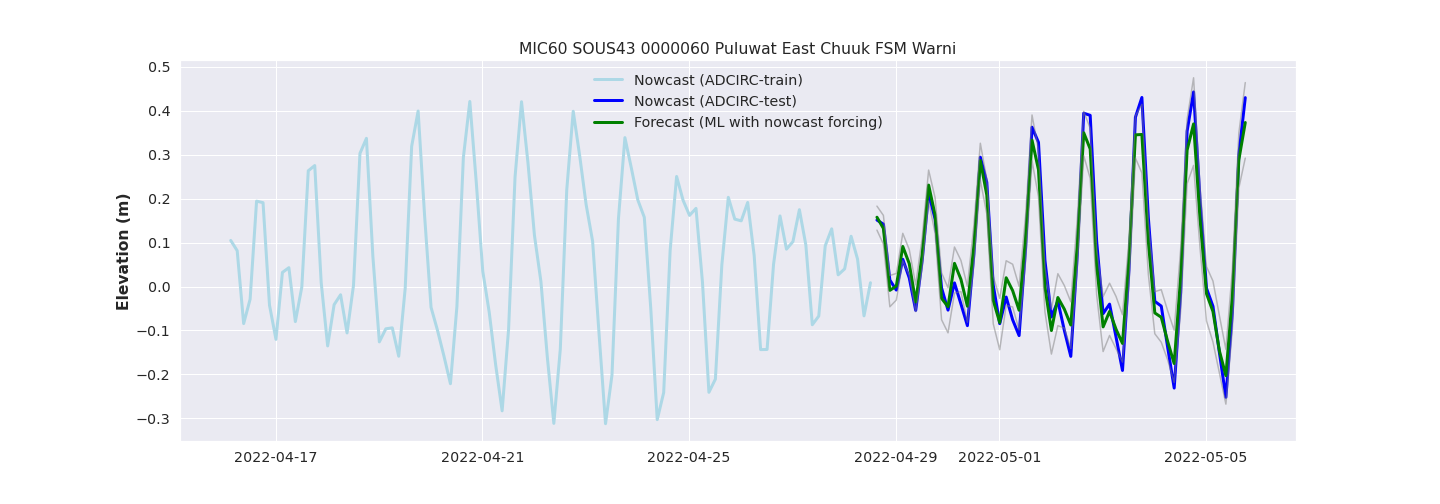 MIC60 SOUS43 0000060 Puluwat East Chuuk FSM Warni
Nowcast (ADCIRC-train)
Nowcast (ADCIRC-test)
Forecast (ML with nowcast forcing)
Elevation (m)
0.5
0.4
0.3
0.2
0.1
0.0
−0.1
−0.2
−0.3
2022-04-17 2022-04-21 2022-04-25 2022-04-29 2022-05-01 2022-05-05